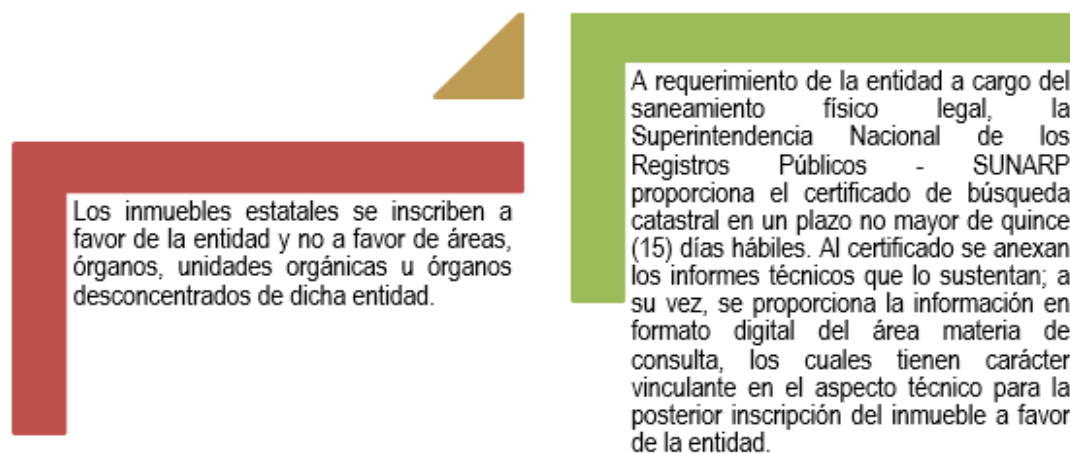 Los inmuebles estatales se inscriben a
favor de la entidad y no a favor de áreas,
órganos, unidades orgánicas u órganos
desconcentrados de dicha entidad.
A requerimiento de la entidad a cargo del
saneamiento físico legal, la
Superintendencia Nacional de los
Registros Públicos - SUNARP
proporciona el certificado de búsqueda
catastral en un plazo no mayor de quince
(15) días hábiles. Al certificado se anexan
los informes técnicos que lo sustentan; a
su vez, se proporciona la información en
formato digital del área materia de
consulta, los cuales tienen carácter
vinculante en el aspecto técnico para la
posterior inscripción del inmueble a favor
de la entidad.